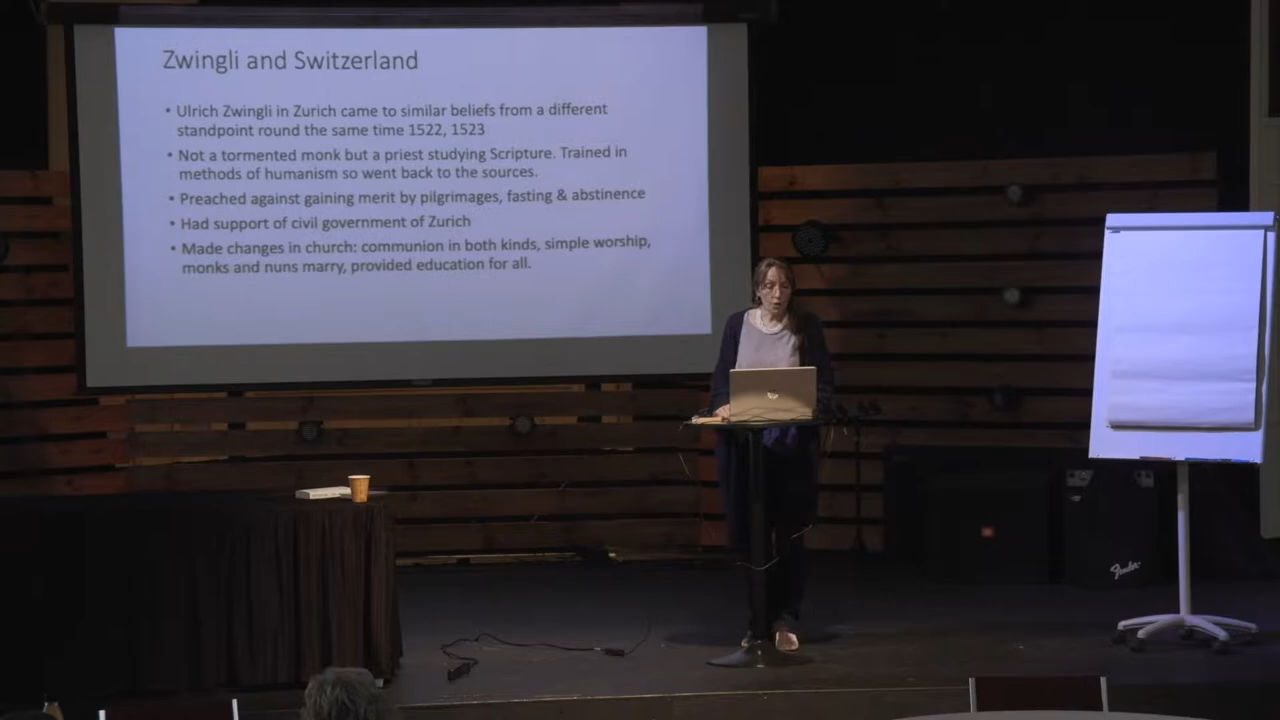 Zwingli and Switzerland
• Ulrich Zwingli in Zurich came to similar beliefs from a different
standpoint round the same time 1522, 1523
• Not a tormented monk but a priest studying Scripture. Trained in
methods of humanism so went back to the sources.
• Preached against gaining merit by pilgrimages, fasting & abstinence
• Had support of civil government of Zurich
• Made changes in church: communion in both kinds, simple worship,
monks and nuns marry, provided education for all.
hp
Fender